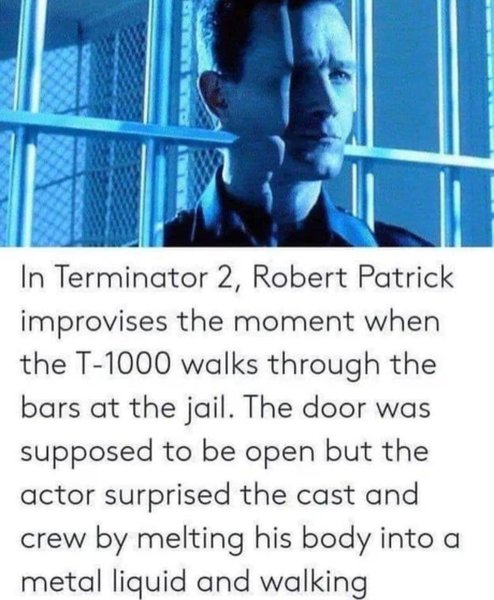 In Terminator 2, Robert Patrick
improvises the moment when
the T-1000 walks through the
bars at the jail. The door was
supposed to be open but the
actor surprised the cast and
crew by melting his body into a
metal liquid and walking